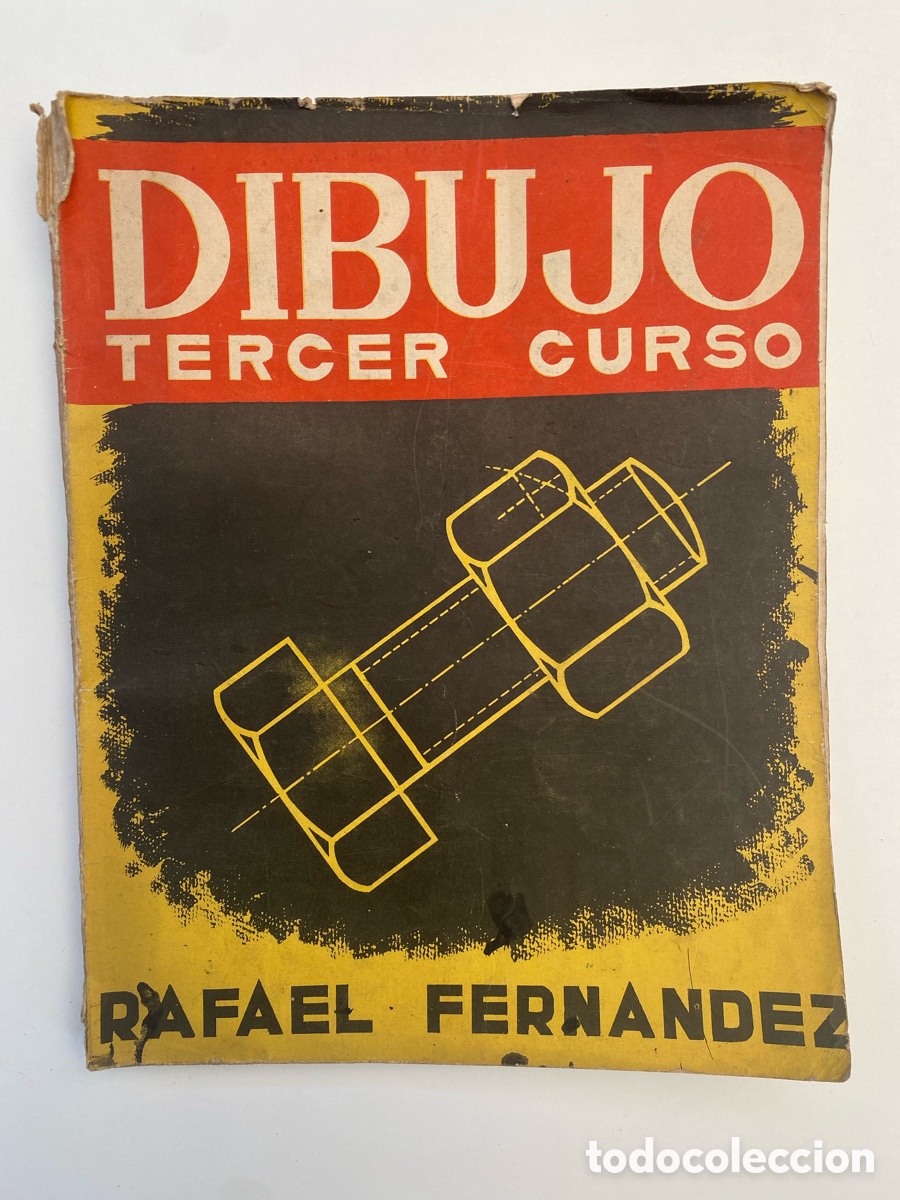 DIBUJO
TERCER CURSO
RAFAEL FERNANDEZ
todocoleccion